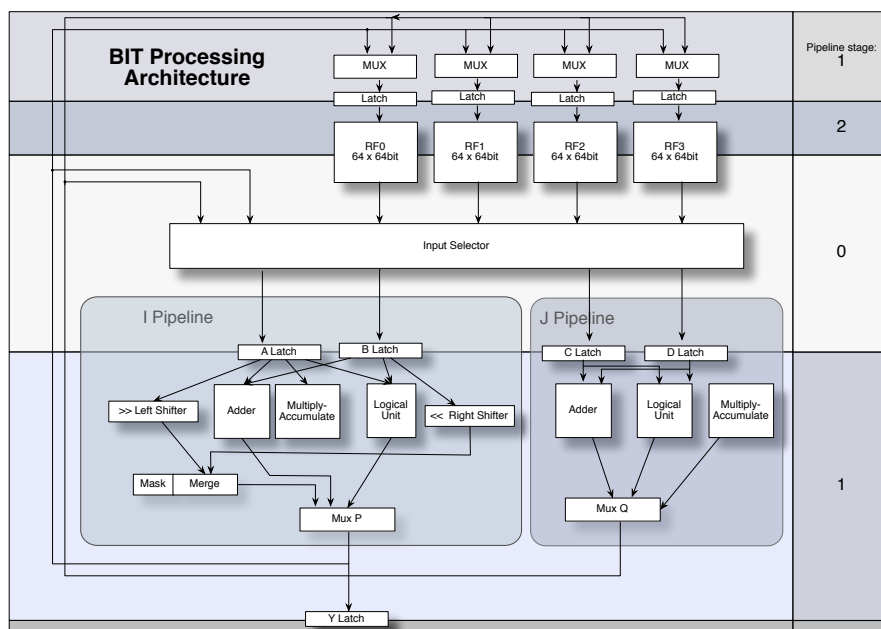 BIT Processing
Architecture
Pipeline stage:
1
MUX
MUX
MUX
MUX
Latch
Latch
Latch
Latch
2
RF0
64 x 64bit
RF1
64 x 64bit
RF2
64 x 64bit
RF3
64 x 64bit
Input Selector
0
I Pipeline
J Pipeline
A Latch
B Latch
C Latch
D Latch
>> Left Shifter
Adder
Multiply-
Accumulate
Logical
Unit
<< Right Shifter
Adder
Logical
Unit
Multiply-
Accumulate
Mask
Merge
1
Mux P
Mux Q
Y Latch